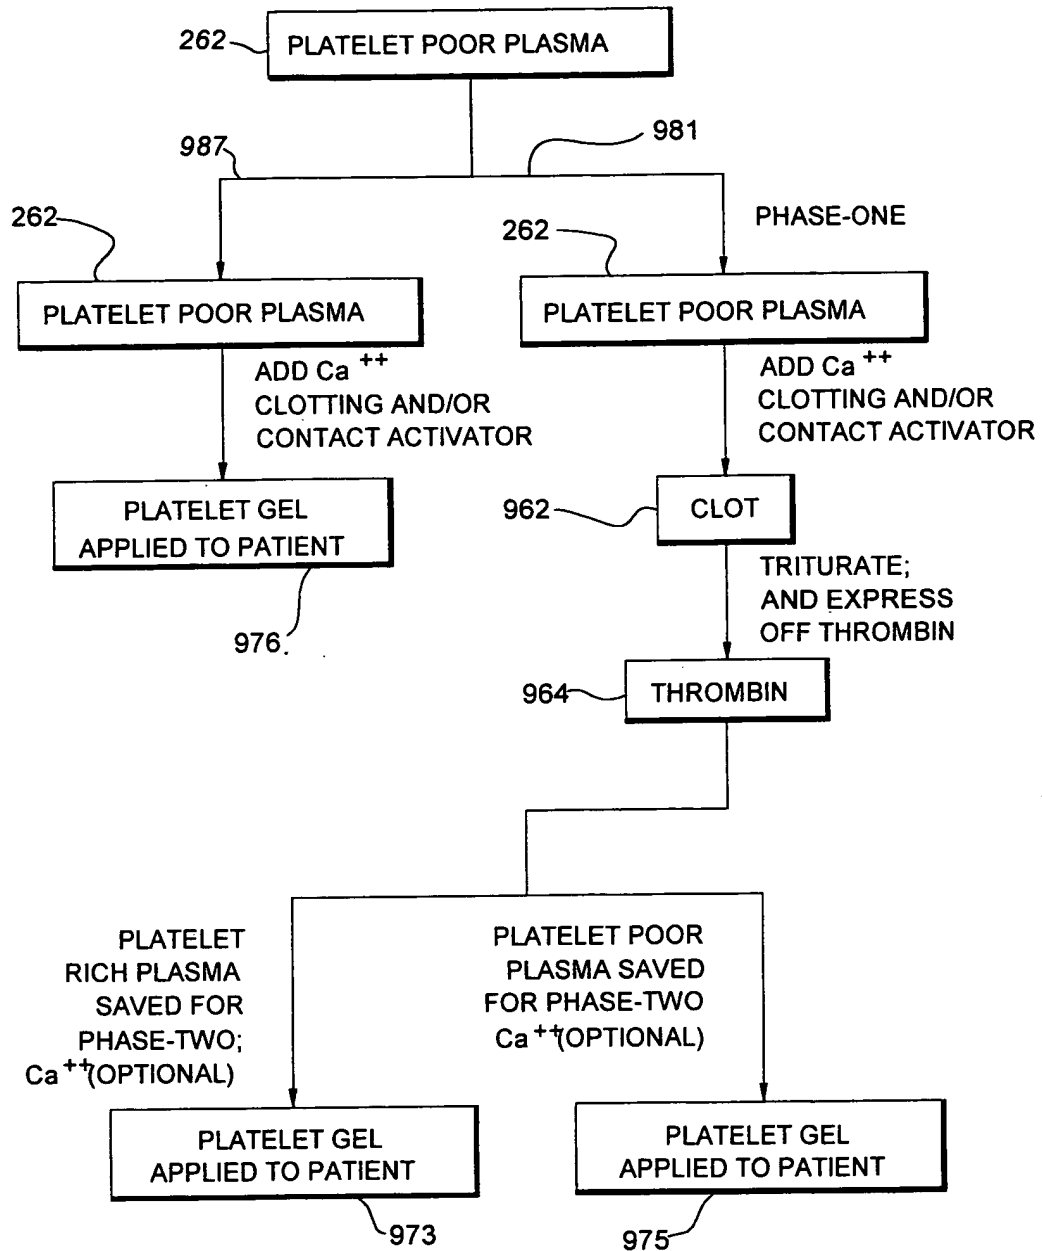 262
PLATELET POOR PLASMA
987
981
262
262
PHASE-ONE
PLATELET POOR PLASMA
PLATELET POOR PLASMA
ADD Ca++
CLOTTING AND/OR
CONTACT ACTIVATOR
ADD Ca++
CLOTTING AND/OR
CONTACT ACTIVATOR
PLATELET GEL
APPLIED TO PATIENT
976
962
CLOT
TRITURATE;
AND EXPRESS
OFF THROMBIN
964
THROMBIN
PLATELET
RICH PLASMA
SAVED FOR
PHASE-TWO;
Ca++(OPTIONAL)
PLATELET POOR
PLASMA SAVED
FOR PHASE-TWO
Ca++(OPTIONAL)
PLATELET GEL
APPLIED TO PATIENT
973
PLATELET GEL
APPLIED TO PATIENT
975